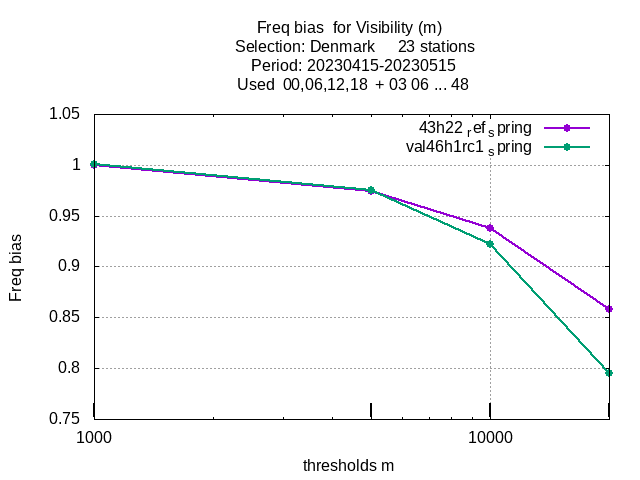 Freq bias  for Visibility (m)
Selection: Denmark     23 stations
Period: 20230415-20230515
Used  00,06,12,18  + 03 06 ... 48
43h22 ref spring
val46h1rc1 spring
1.05
1
0.95
0.9
0.85
0.8
0.75
Freq bias
1000 10000
thresholds m